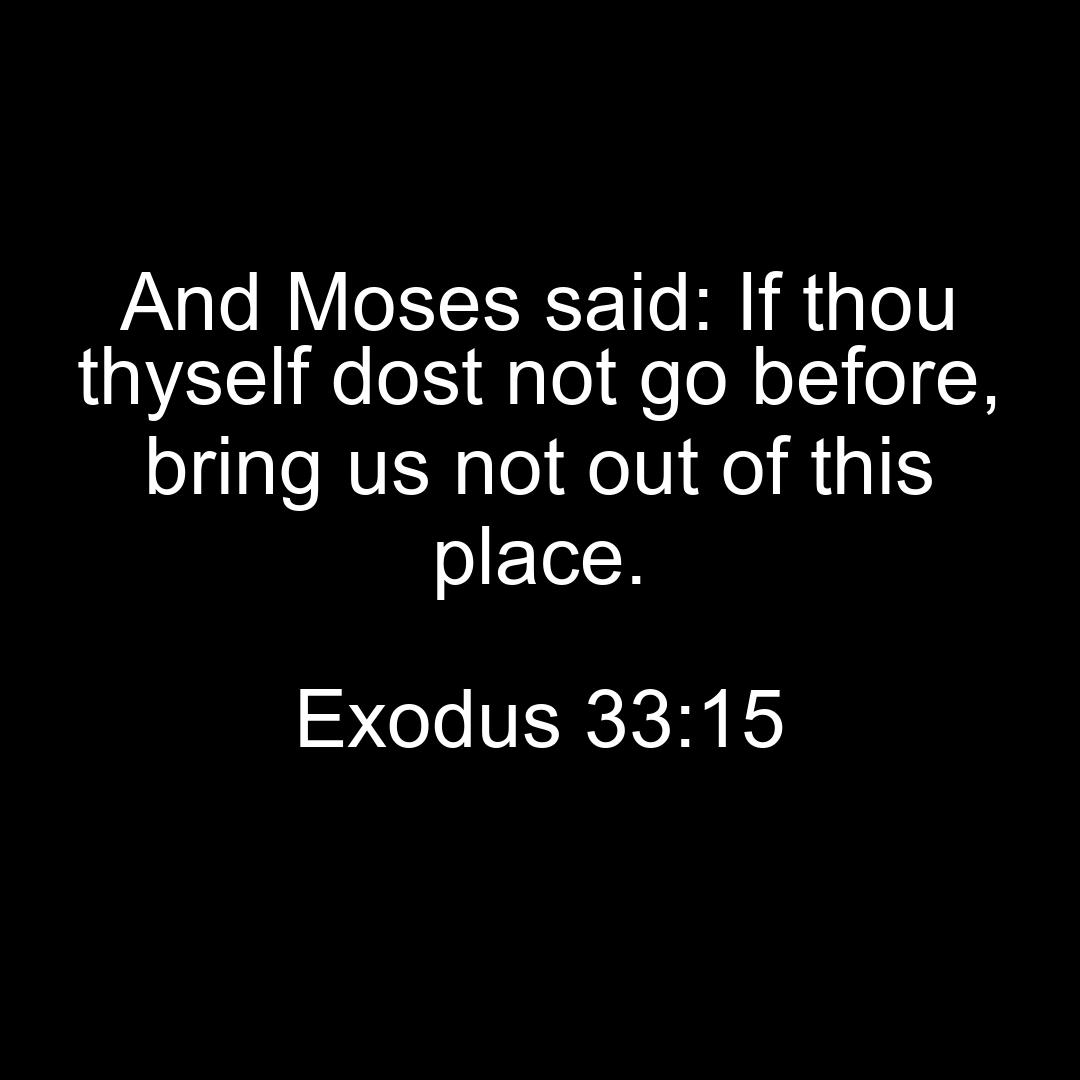 And Moses said: If thou
thyself dost not go before,
bring us not out of this
place.
Exodus 33:15